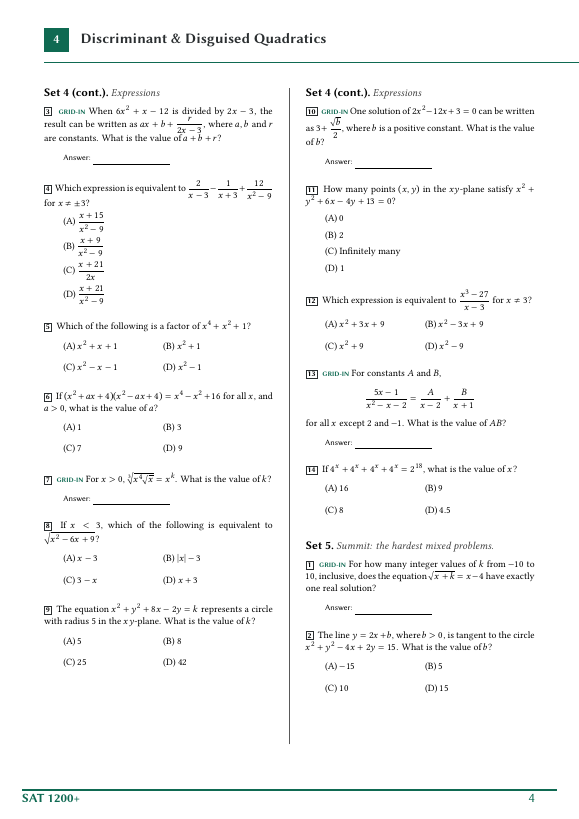 4 Discriminant & Disguised Quadratics
Set 4 (cont.). Expressions
3 GRID-IN When 6x² + x − 12 is divided by 2x − 3, the
result can be written as ax + b + r/(2x − 3), where a, b and r
are constants. What is the value of a + b + r?
Answer:
4 Which expression is equivalent to 2/(x − 3) − 1/(x + 3) + 12/(x² − 9)
for x ≠ ±3?
(A) (x + 15)/(x² − 9)
(B) (x + 9)/(x² − 9)
(C) (x + 21)/(2x)
(D) (x + 21)/(x² − 9)
5 Which of the following is a factor of x⁴ + x² + 1?
(A) x² + x + 1 (B) x² + 1
(C) x² − x − 1 (D) x² − 1
6 If (x² + ax + 4)(x² − ax + 4) = x⁴ − x² + 16 for all x, and
a > 0, what is the value of a?
(A) 1 (B) 3
(C) 7 (D) 9
7 GRID-IN For x > 0, ∛(x⁴√x) = xᵏ. What is the value of k?
Answer:
8 If x < 3, which of the following is equivalent to
√(x² − 6x + 9)?
(A) x − 3 (B) |x| − 3
(C) 3 − x (D) x + 3
9 The equation x² + y² + 8x − 2y = k represents a circle
with radius 5 in the xy-plane. What is the value of k?
(A) 5 (B) 8
(C) 25 (D) 42
Set 4 (cont.). Expressions
10 GRID-IN One solution of 2x² − 12x + 3 = 0 can be written
as 3 + √b/2, where b is a positive constant. What is the value
of b?
Answer:
11 How many points (x, y) in the xy-plane satisfy x² +
y² + 6x − 4y + 13 = 0?
(A) 0
(B) 2
(C) Infinitely many
(D) 1
12 Which expression is equivalent to (x³ − 27)/(x − 3) for x ≠ 3?
(A) x² + 3x + 9 (B) x² − 3x + 9
(C) x² + 9 (D) x² − 9
13 GRID-IN For constants A and B,
(5x − 1)/(x² − x − 2) = A/(x − 2) + B/(x + 1)
for all x except 2 and −1. What is the value of AB?
Answer:
14 If 4ˣ + 4ˣ + 4ˣ + 4ˣ = 2¹⁸, what is the value of x?
(A) 16 (B) 9
(C) 8 (D) 4.5
Set 5. Summit: the hardest mixed problems.
1 GRID-IN For how many integer values of k from −10 to
10, inclusive, does the equation √(x + k) = x − 4 have exactly
one real solution?
Answer:
2 The line y = 2x + b, where b > 0, is tangent to the circle
x² + y² − 4x + 2y = 15. What is the value of b?
(A) −15 (B) 5
(C) 10 (D) 15
SAT 1200+ 4